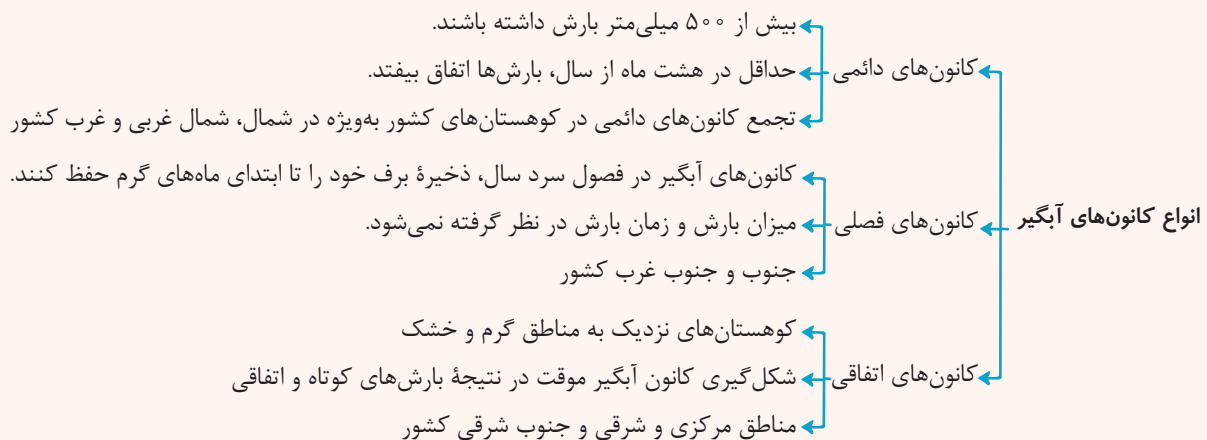 انواع کانون‌های آبگیر
کانون‌های دائمی
بیش از ۵۰۰ میلی‌متر بارش داشته باشند.
حداقل در هشت ماه از سال، بارش‌ها اتفاق بیفتد.
تجمع کانون‌های دائمی در کوهستان‌های کشور به‌ویژه در شمال، شمال غربی و غرب کشور
کانون‌های فصلی
کانون‌های آبگیر در فصول سرد سال، ذخیرۀ برف خود را تا ابتدای ماه‌های گرم حفظ کنند.
میزان بارش و زمان بارش در نظر گرفته نمی‌شود.
جنوب و جنوب غرب کشور
کانون‌های اتفاقی
کوهستان‌های نزدیک به مناطق گرم و خشک
شکل‌گیری کانون آبگیر موقت در نتیجۀ بارش‌های کوتاه و اتفاقی
مناطق مرکزی و شرقی و جنوب شرقی کشور